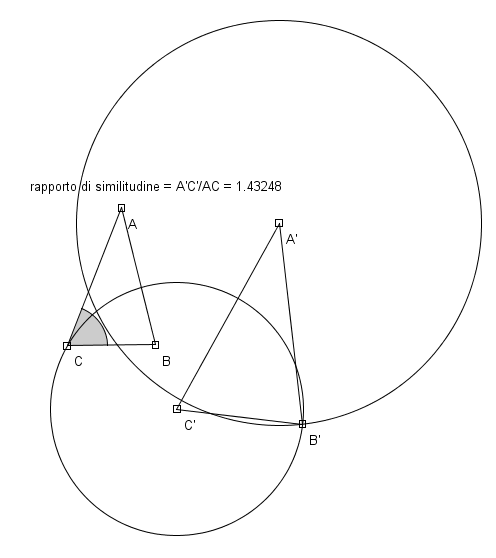 rapporto di similitudine = A'C'/AC = 1.43248
A
A'
C
B
C'
B'